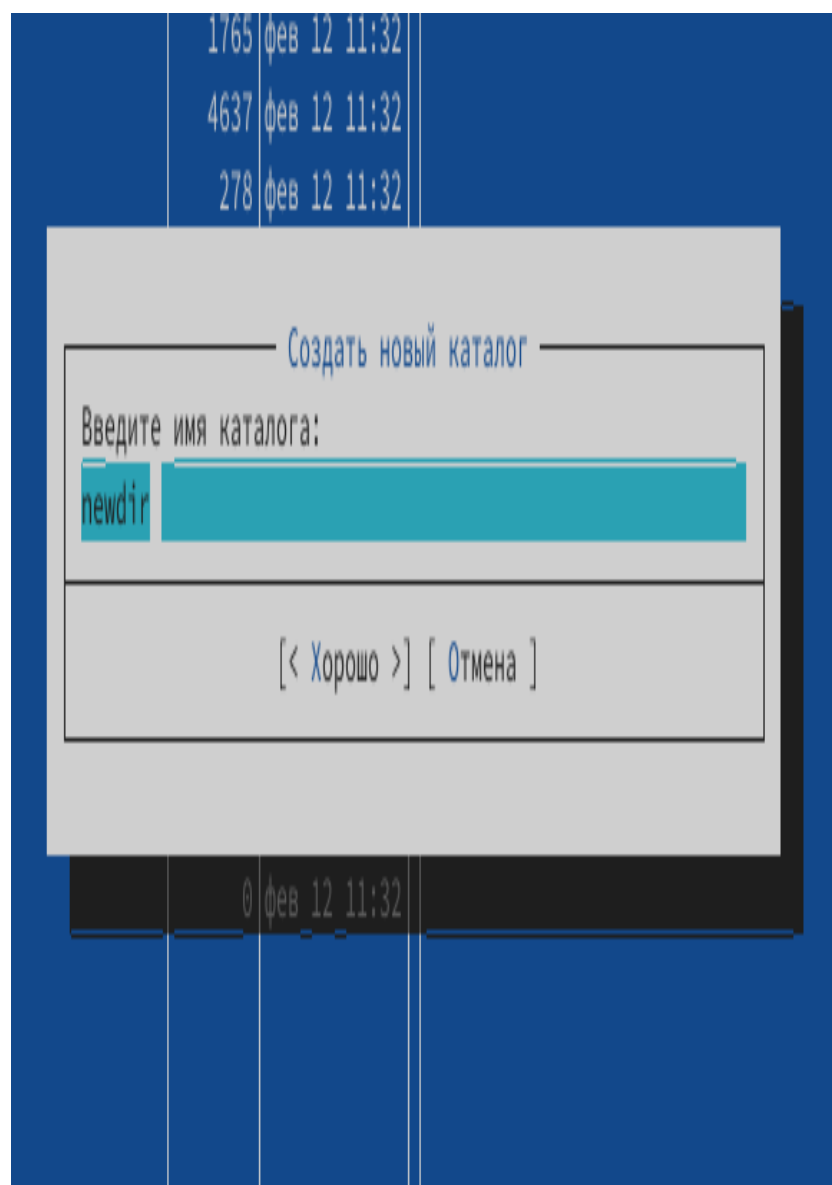 1765 фев 12 11:32
4637 фев 12 11:32
278 фев 12 11:32
Создать новый каталог
Введите имя каталога:
newdir
[< Хорошо >] [ Отмена ]
0 фев 12 11:32